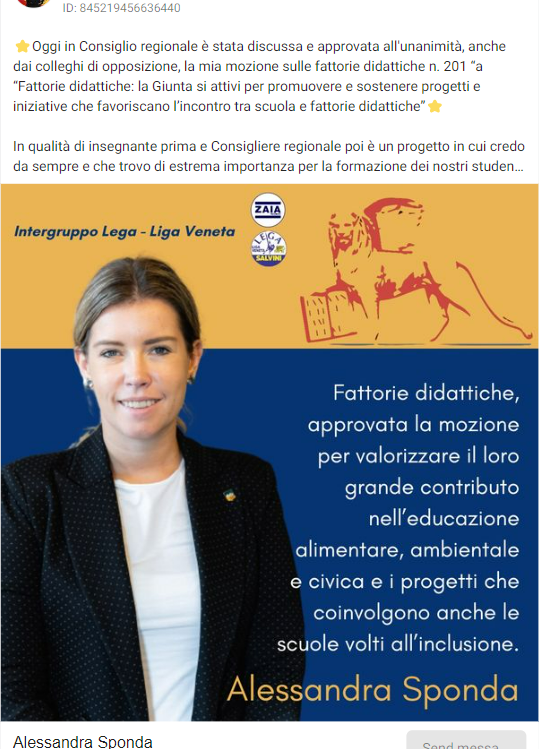 ID: 845219456636440
⭐Oggi in Consiglio regionale è stata discussa e approvata all'unanimità, anche
dai colleghi di opposizione, la mia mozione sulle fattorie didattiche n. 201 “a
“Fattorie didattiche: la Giunta si attivi per promuovere e sostenere progetti e
iniziative che favoriscano l’incontro tra scuola e fattorie didattiche”⭐
In qualità di insegnante prima e Consigliere regionale poi è un progetto in cui credo
da sempre e che trovo di estrema importanza per la formazione dei nostri studen...
Intergruppo Lega - Liga Veneta
ZAIA
LEGA
SALVINI
Fattorie didattiche,
approvata la mozione
per valorizzare il loro
grande contributo
nell’educazione
alimentare, ambientale
e civica e i progetti che
coinvolgono anche le
scuole volti all’inclusione.
Alessandra Sponda
Alessandra Sponda
Send messa